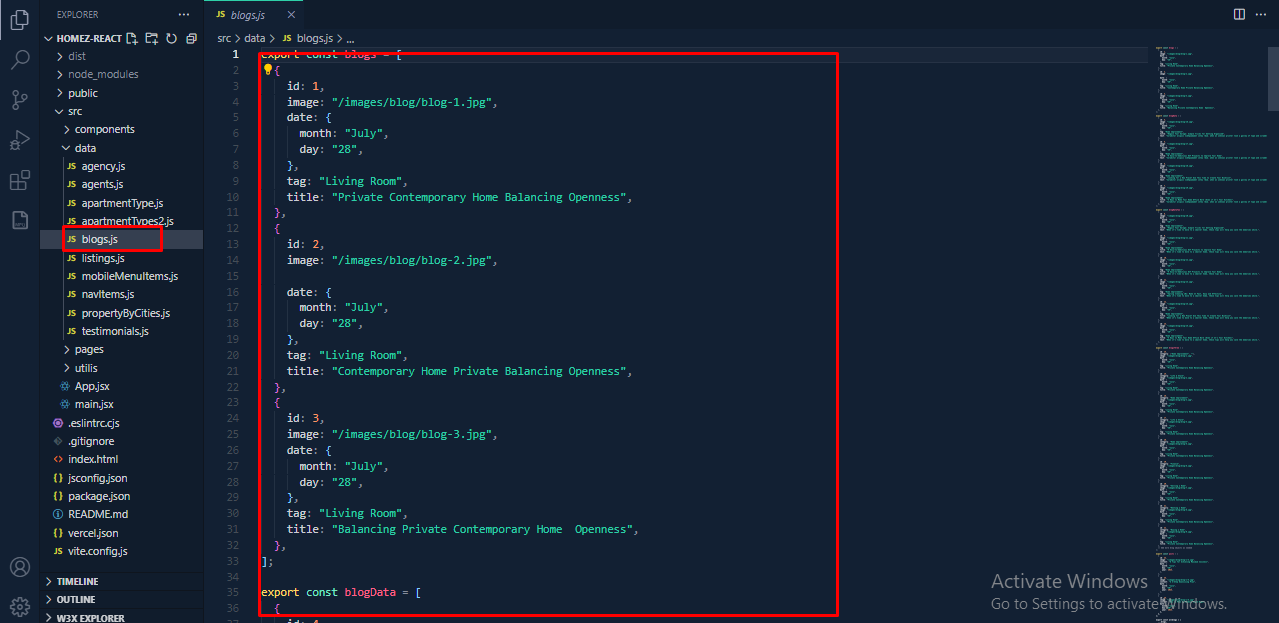 EXPLORER
···
HOMEZ-REACT
dist
node_modules
public
src
components
data
JS agency.js
JS agents.js
JS apartmentType.js
JS apartmentTypes2.js
JS blogs.js
JS listings.js
JS mobileMenuItems.js
JS navItems.js
JS propertyByCities.js
JS testimonials.js
pages
utilis
App.jsx
main.jsx
.eslintrc.cjs
.gitignore
index.html
jsconfig.json
package.json
README.md
vercel.json
JS vite.config.js
TIMELINE
OUTLINE
W3X EXPLORER
JS blogs.js
src > data > JS blogs.js > ...
1 export const blogs = [
2 {
3 id: 1,
4 image: "/images/blog/blog-1.jpg",
5 date: {
6 month: "July",
7 day: "28",
8 },
9 tag: "Living Room",
10 title: "Private Contemporary Home Balancing Openness",
11 },
12 {
13 id: 2,
14 image: "/images/blog/blog-2.jpg",
15
16 date: {
17 month: "July",
18 day: "28",
19 },
20 tag: "Living Room",
21 title: "Contemporary Home Private Balancing Openness",
22 },
23 {
24 id: 3,
25 image: "/images/blog/blog-3.jpg",
26 date: {
27 month: "July",
28 day: "28",
29 },
30 tag: "Living Room",
31 title: "Balancing Private Contemporary Home  Openness",
32 },
33 ];
34
35 export const blogData = [
36 {
37 id: 4
Activate Windows
Go to Settings to activate Windows.